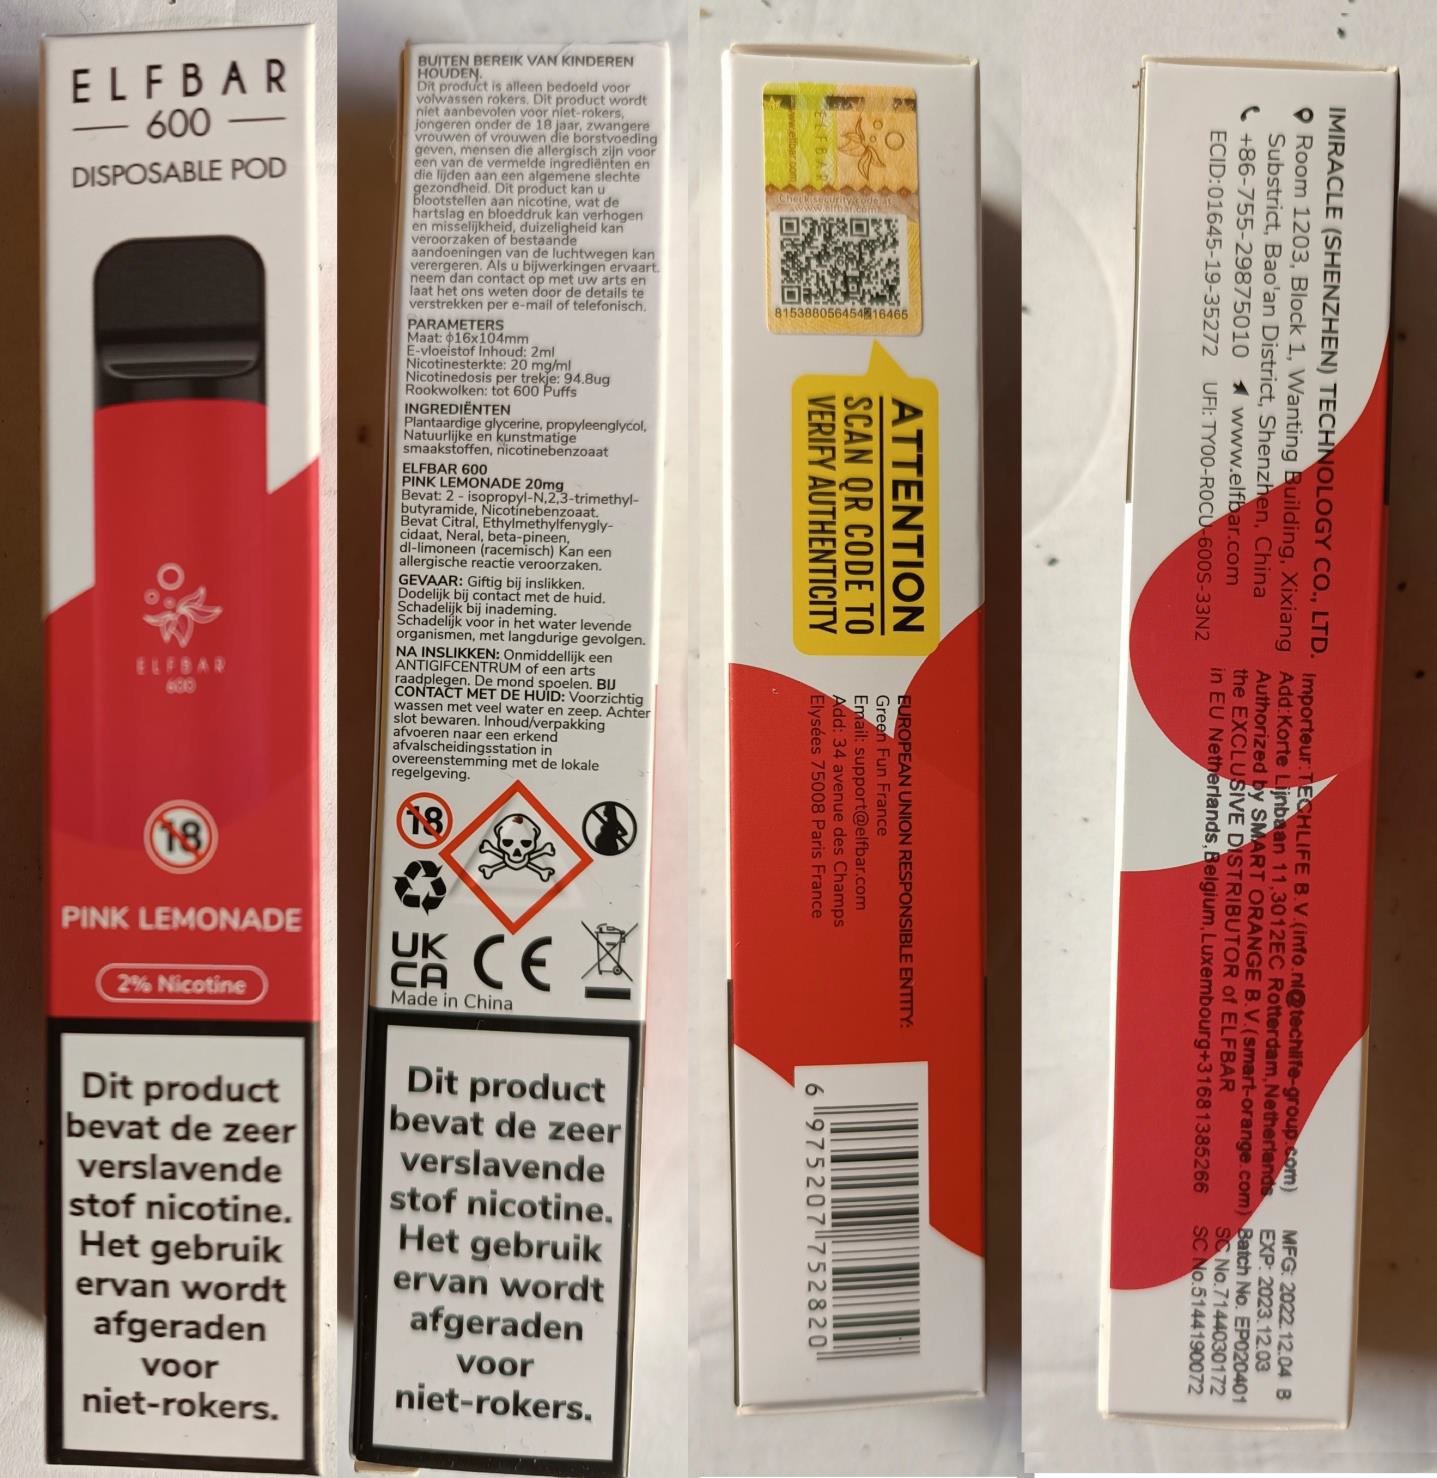 ELFBAR
600
DISPOSABLE POD
ELFBAR
600
18
PINK LEMONADE
2% Nicotine
Dit product
bevat de zeer
verslavende
stof nicotine.
Het gebruik
ervan wordt
afgeraden
voor
niet-rokers.
BUITEN BEREIK VAN KINDEREN
HOUDEN.
Dit product is alleen bedoeld voor
volwassen rokers. Dit product wordt
niet aanbevolen voor niet-rokers,
jongeren onder de 18 jaar, zwangere
vrouwen of vrouwen die borstvoeding
geven, mensen die allergisch zijn voor
een van de vermelde ingrediënten en
die lijden aan een algemene slechte
gezondheid. Dit product kan u
blootstellen aan nicotine, wat de
hartslag en bloeddruk kan verhogen
en misselijkheid, duizeligheid kan
veroorzaken of bestaande
aandoeningen van de luchtwegen kan
verergeren. Als u bijwerkingen ervaart,
neem dan contact op met uw arts en
laat het ons weten door de details te
verstrekken per e-mail of telefonisch.
PARAMETERS
Maat: ф16x104mm
E-vloeistof Inhoud: 2ml
Nicotinesterkte: 20 mg/ml
Nicotinedosis per trekje: 94.8ug
Rookwolken: tot 600 Puffs
INGREDIËNTEN
Plantaardige glycerine, propyleenglycol,
Natuurlijke en kunstmatige
smaakstoffen, nicotinebenzoaat
ELFBAR 600
PINK LEMONADE 20mg
Bevat: 2 - isopropyl-N,2,3-trimethyl-
butyramide, Nicotinebenzoaat.
Bevat Citral, Ethylmethylfenygly-
cidaat, Neral, beta-pineen,
dl-limoneen (racemisch) Kan een
allergische reactie veroorzaken.
GEVAAR: Giftig bij inslikken.
Dodelijk bij contact met de huid.
Schadelijk bij inademing.
Schadelijk voor in het water levende
organismen, met langdurige gevolgen.
NA INSLIKKEN: Onmiddellijk een
ANTIGIFCENTRUM of een arts
raadplegen. De mond spoelen. BIJ
CONTACT MET DE HUID: Voorzichtig
wassen met veel water en zeep. Achter
slot bewaren. Inhoud/verpakking
afvoeren naar een erkend
afvalscheidingsstation in
overeenstemming met de lokale
regelgeving.
18
UK
CA CE
Made in China
Dit product
bevat de zeer
verslavende
stof nicotine.
Het gebruik
ervan wordt
afgeraden
voor
niet-rokers.
ELFBAR
www.elfbar.com
Check security code at
www.elfbar.com
ATTENTION
SCAN QR CODE TO
VERIFY AUTHENTICITY
EUROPEAN UNION RESPONSIBLE ENTITY:
Green Fun France
Email: support@elfbar.com
Add: 34 avenue des Champs
Elysées 75008 Paris France
6 975207 752820
IMIRACLE (SHENZHEN) TECHNOLOGY CO., LTD.
Room 1203, Block 1, Wanting Building, Xixiang
Substrict, Bao'an District, Shenzhen, China
+86-755-29875010 www.elfbar.com
ECID:01645-19-35272 UFI: TY00-R0CU-600S-33N2
Importeur:TECHLIFE B.V.(info.nl@techlife-group.com)
Add:Korte Lijnbaan 11,3012EC Rotterdam,Netherlands
Authorized by SMART ORANGE B.V.(smart-orange.com)
the EXCLUSIVE DISTRIBUTOR of ELFBAR
in EU Netherlands,Belgium,Luxembourg+31681385266
MFG: 2022.12.04 B
EXP: 2023.12.03
Batch No. EP020401
SC No.7144030172
SC No.5144190072